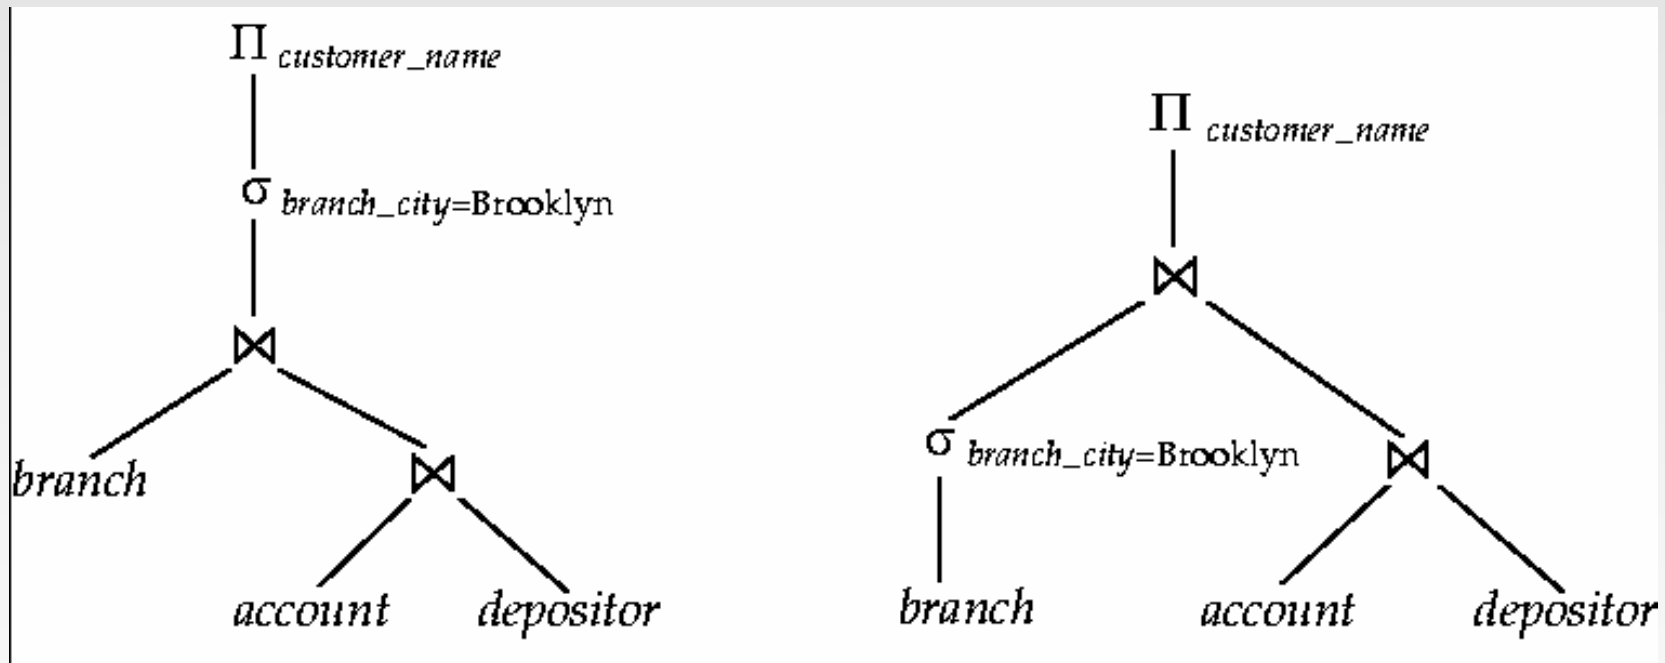 Π customer_name
σ branch_city=Brooklyn
⋈
branch
⋈
account depositor
Π customer_name
⋈
σ branch_city=Brooklyn
⋈
branch account depositor